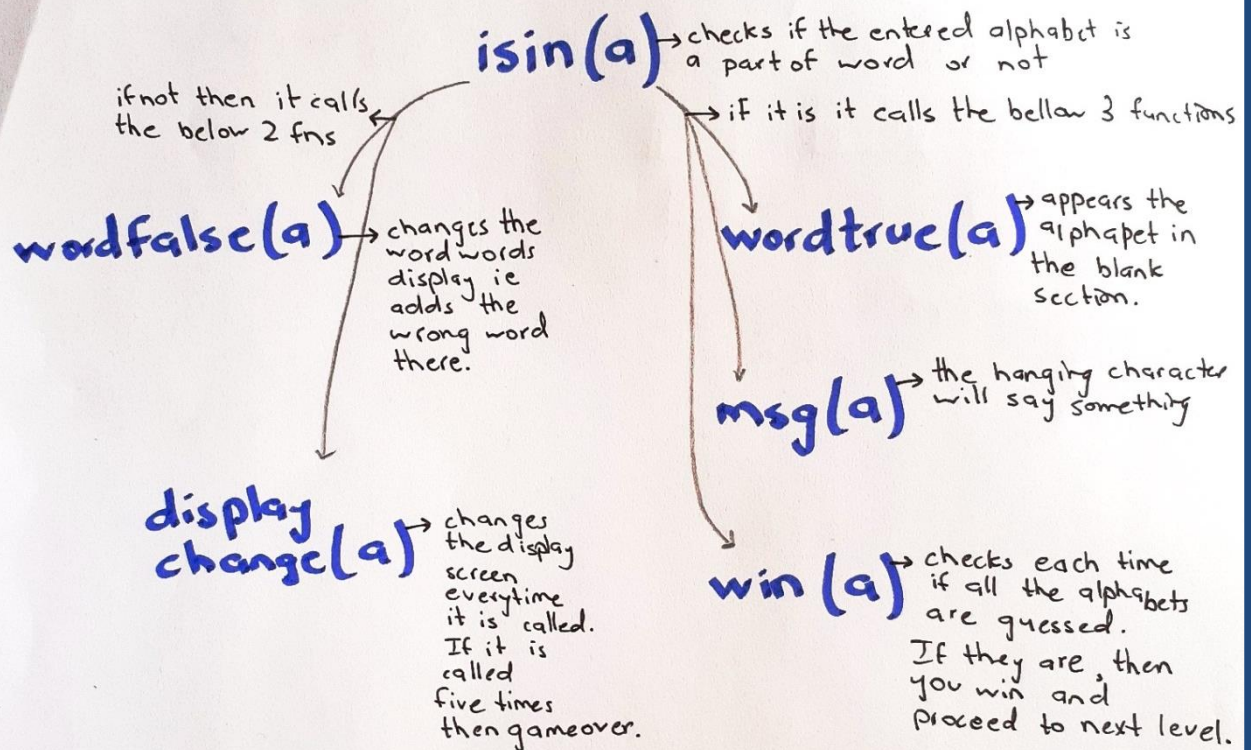 isin(a) → checks if the entered alphabet is
a part of word or not
if not then it calls
the below 2 fns
→ if it is it calls the bellow 3 functions
wordfalse(a) → changes the
word words
display ie
adds the
wrong word
there.
wordtrue(a) → appears the
alphapet in
the blank
section.
msg(a) → the hanging character
will say something
display
change(a) → changes
the display
screen
everytime
it is called.
If it is
called
five times
then gameover.
win (a) → checks each time
if all the alphabets
are guessed.
If they are, then
you win and
proceed to next level.